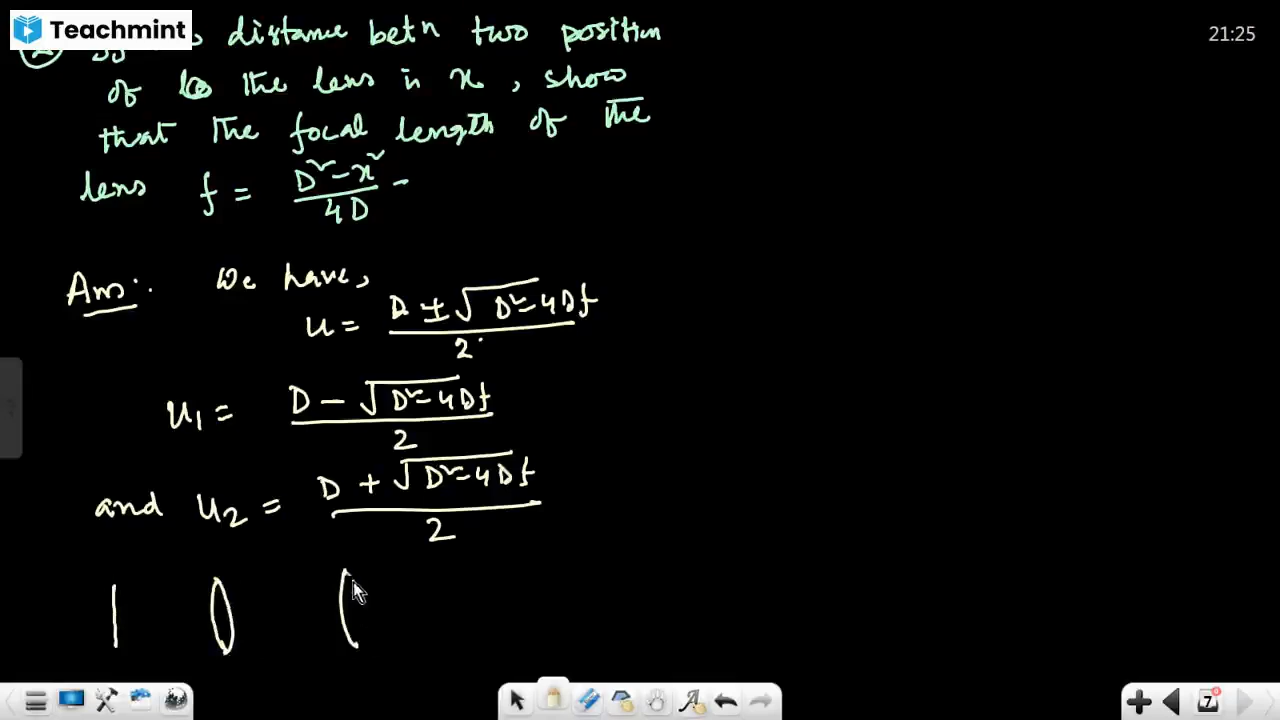 Teachmint
21:25
distance betn two position
of the lens is x, show
that the focal length of the
lens f = D² - x² / 4D -
Ans:. We have,
u = D ± √D²-4Df / 2
u₁ = D - √D²-4Df / 2
and u₂ = D + √D²-4Df / 2
7